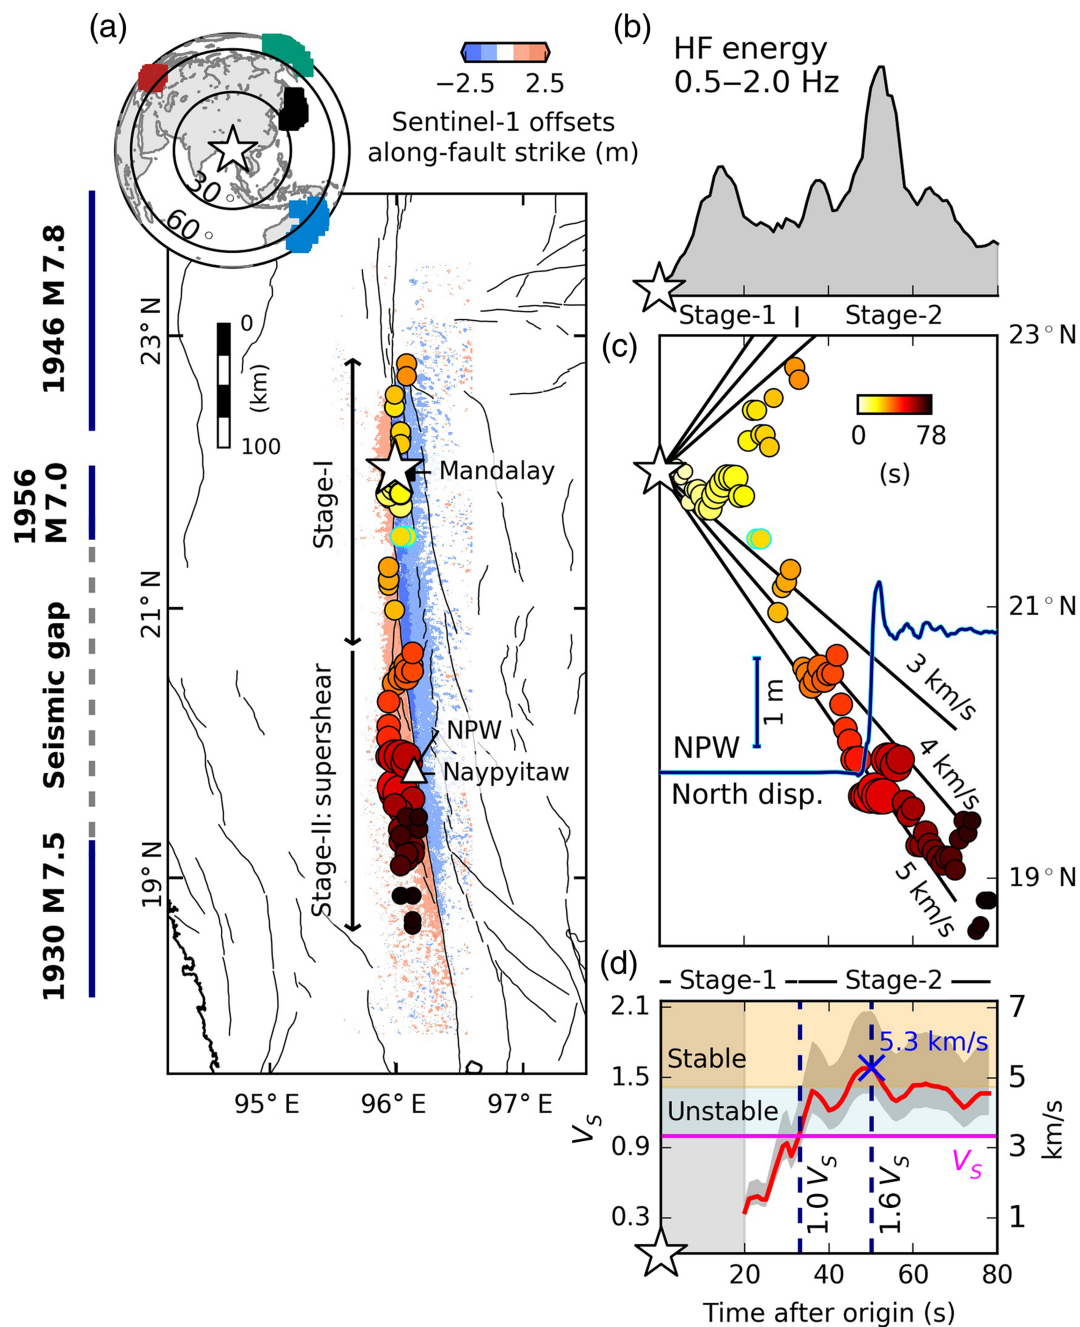 (a)
30°
60°
−2.5 2.5
Sentinel-1 offsets
along-fault strike (m)
1946 M 7.8
1956
M 7.0
Seismic gap
1930 M 7.5
23° N
21° N
19° N
0
(km)
100
Stage-I
Mandalay
Stage-II: supershear
NPW
Naypyitaw
95° E 96° E 97° E
(b)
HF energy
0.5–2.0 Hz
Stage-1 | Stage-2
(c)
23°N
21°N
19°N
0 78
(s)
1 m
3 km/s
4 km/s
5 km/s
NPW
North disp.
(d)
Stage-1 Stage-2
2.1
1.5
0.9
0.3
V_S
7
5
3
1
km/s
Stable
Unstable
5.3 km/s
V_S
1.0 V_S
1.6 V_S
20 40 60 80
Time after origin (s)